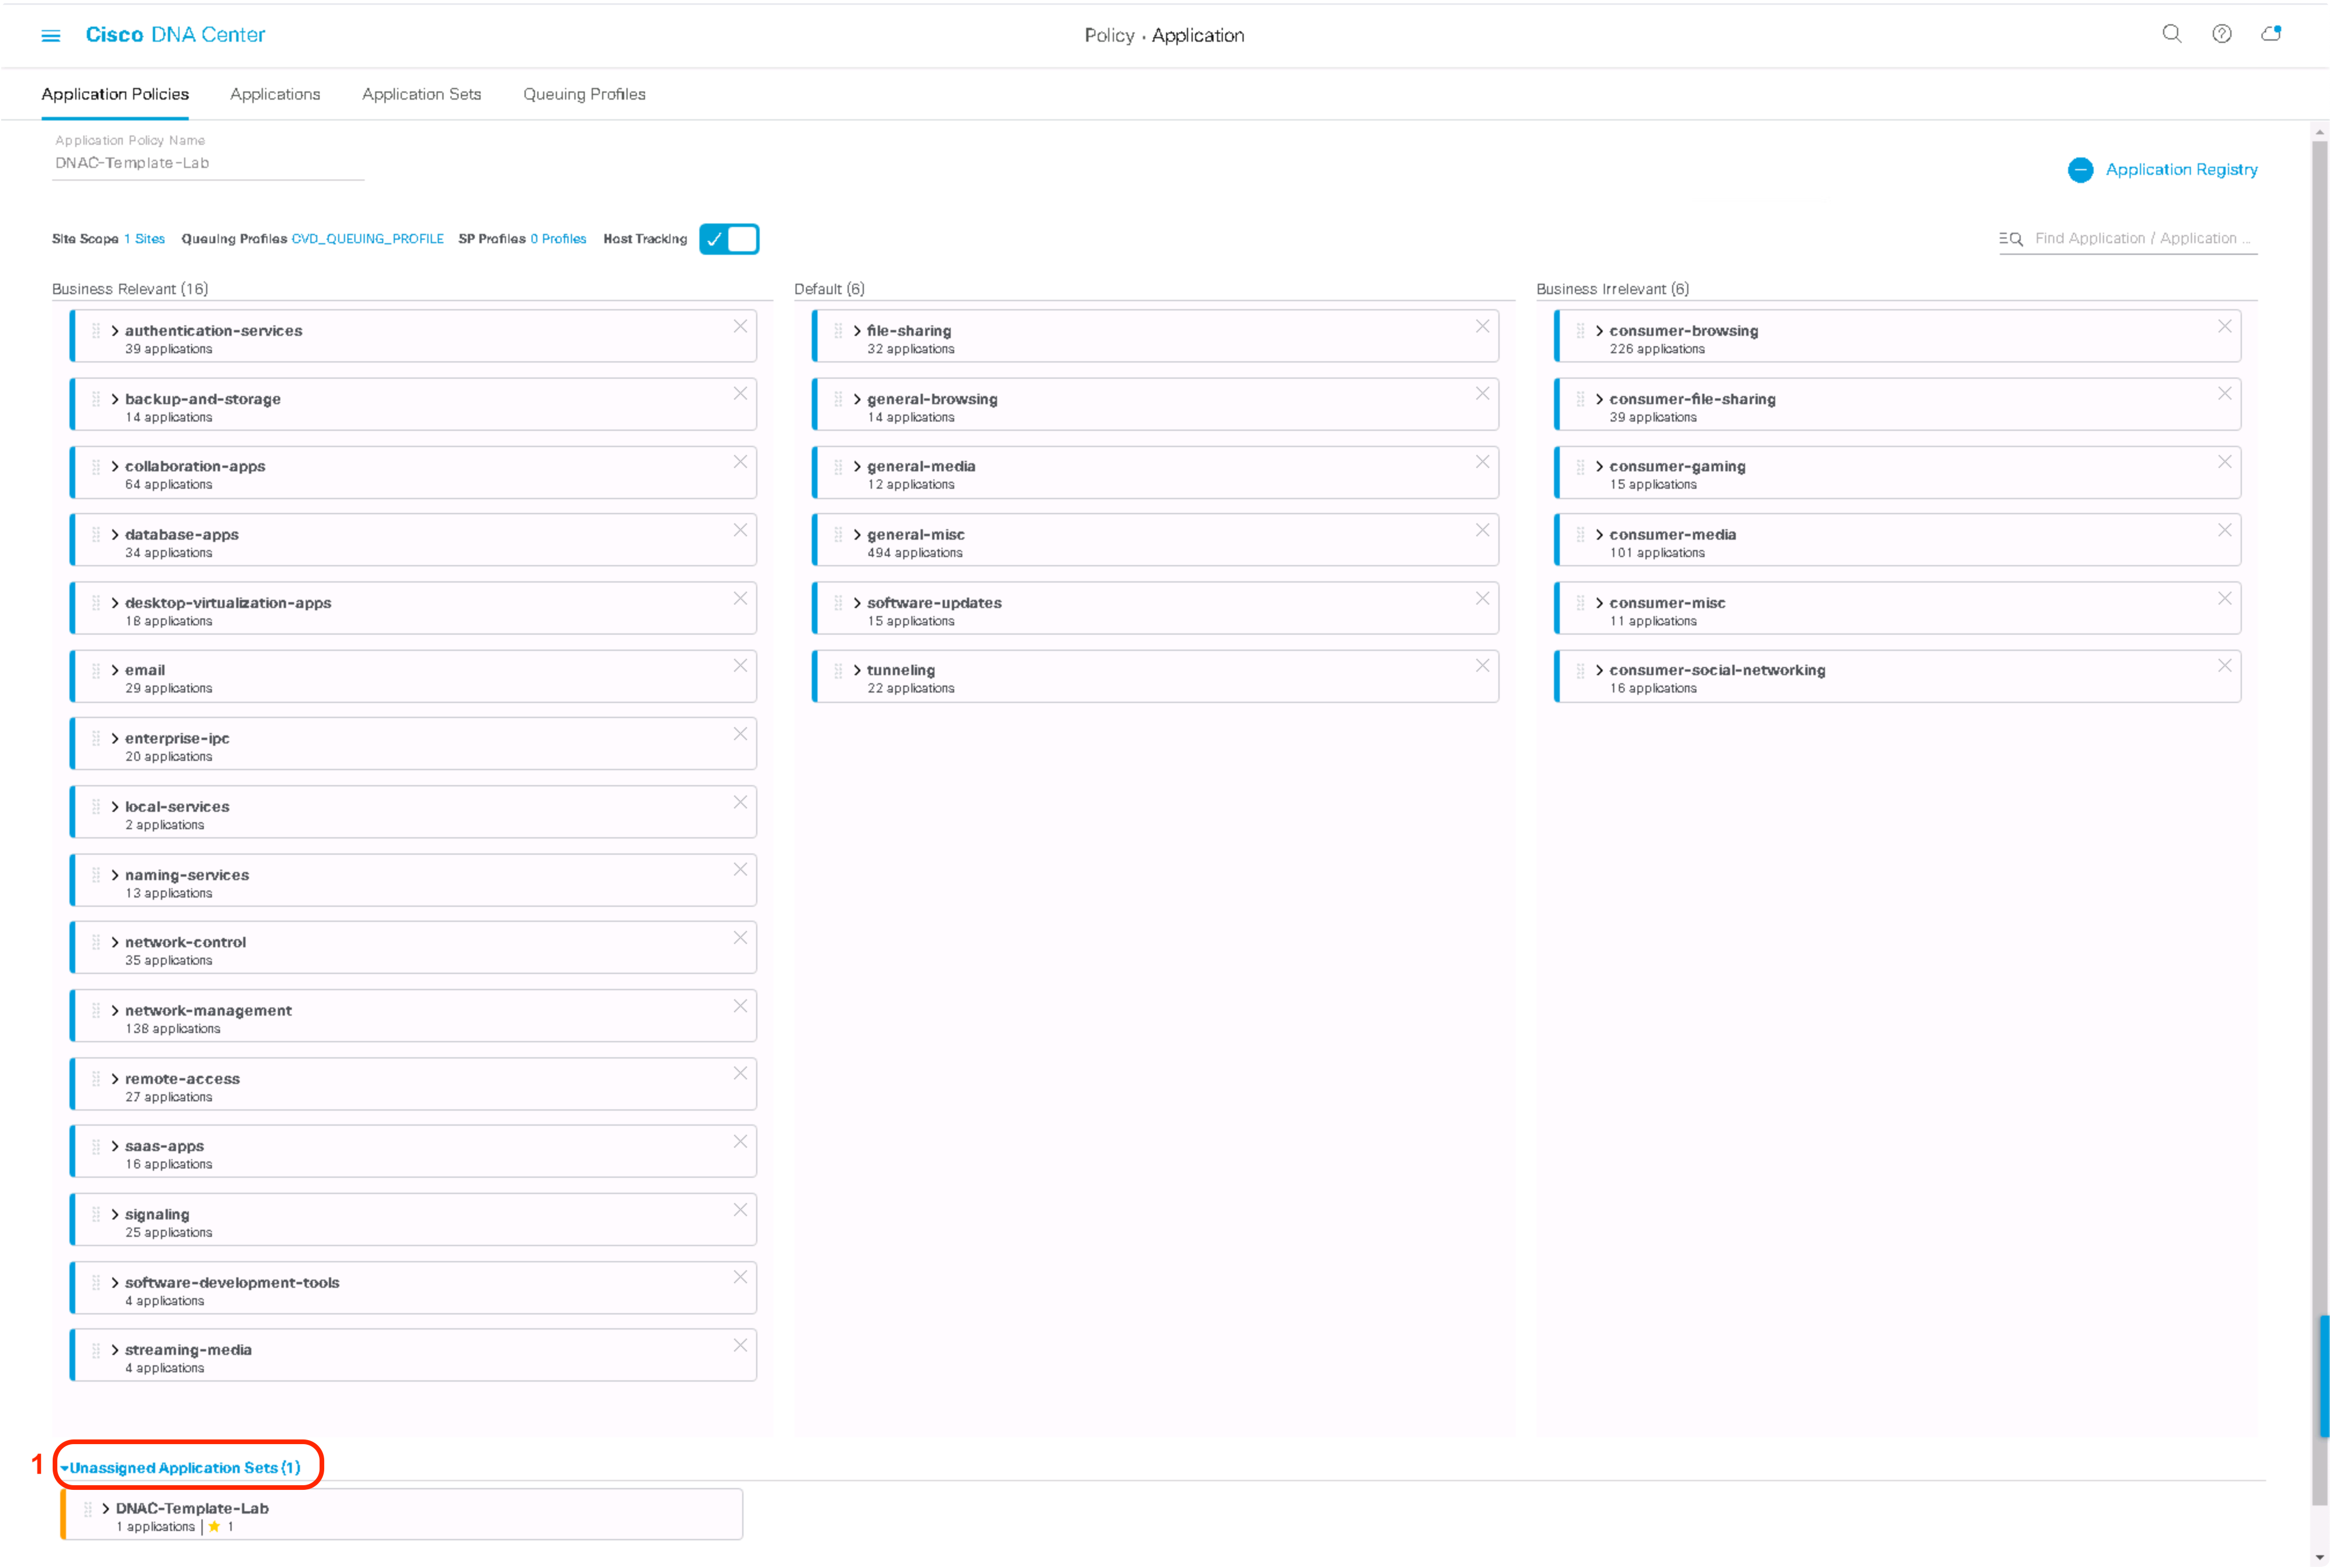 Cisco DNA Center
Policy · Application
Application Policies Applications Application Sets Queuing Profiles
Application Policy Name
DNAC-Template-Lab
Application Registry
Site Scope 1 Sites Queuing Profiles CVD_QUEUING_PROFILE SP Profiles 0 Profiles Host Tracking
Find Application / Application ...
Business Relevant (16)
authentication-services
39 applications
backup-and-storage
14 applications
collaboration-apps
64 applications
database-apps
34 applications
desktop-virtualization-apps
18 applications
email
29 applications
enterprise-ipc
20 applications
local-services
2 applications
naming-services
13 applications
network-control
35 applications
network-management
138 applications
remote-access
27 applications
saas-apps
16 applications
signaling
25 applications
software-development-tools
4 applications
streaming-media
4 applications
Default (6)
file-sharing
32 applications
general-browsing
14 applications
general-media
12 applications
general-misc
494 applications
software-updates
15 applications
tunneling
22 applications
Business Irrelevant (6)
consumer-browsing
226 applications
consumer-file-sharing
39 applications
consumer-gaming
15 applications
consumer-media
101 applications
consumer-misc
11 applications
consumer-social-networking
16 applications
1 Unassigned Application Sets (1)
DNAC-Template-Lab
1 applications | ★ 1